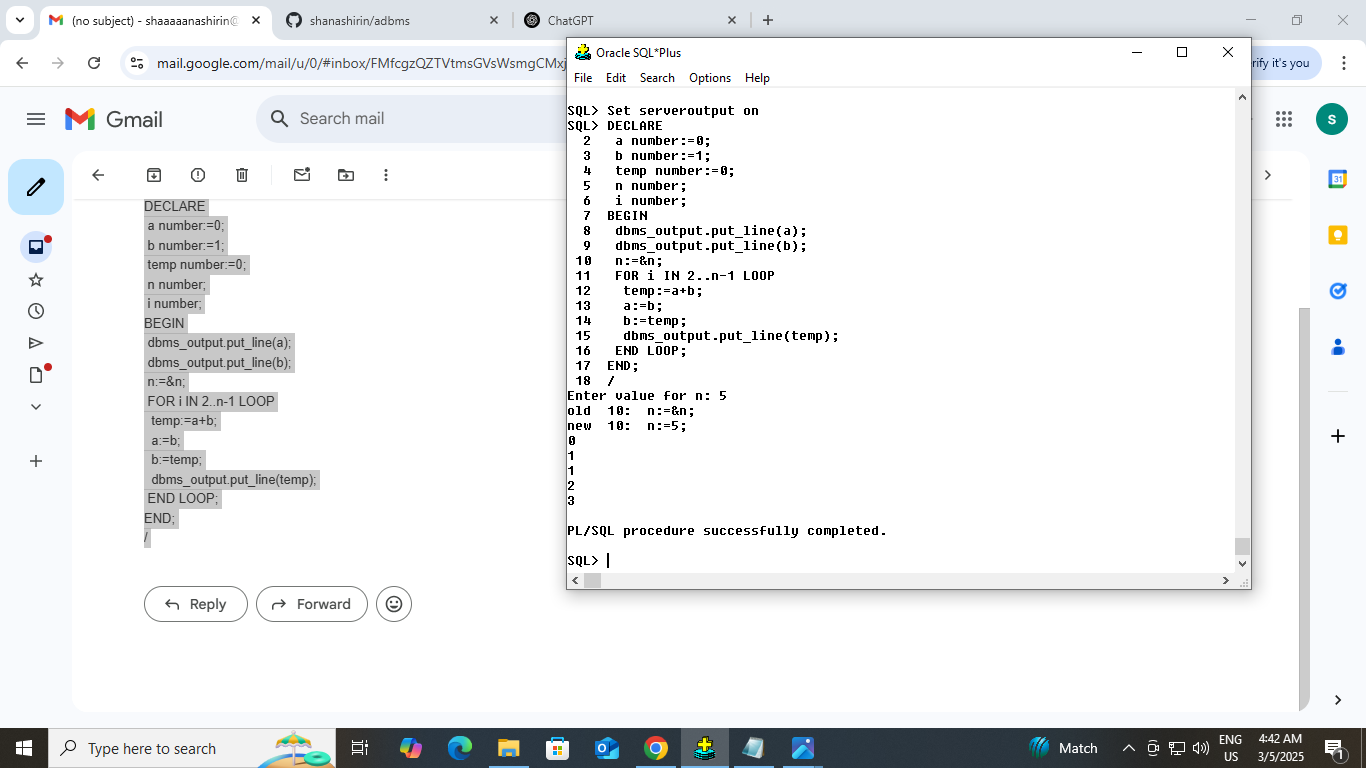 (no subject) - shaaaaanashirin@
shanashirin/adbms
ChatGPT
mail.google.com/mail/u/0/#inbox/FMfcgzQZTVtmsGVsWsmgCMxj
rify it's you
Gmail
Search mail
S
31
DECLARE
a number:=0;
b number:=1;
temp number:=0;
n number;
i number;
BEGIN
dbms_output.put_line(a);
dbms_output.put_line(b);
n:=&n;
FOR i IN 2..n-1 LOOP
temp:=a+b;
a:=b;
b:=temp;
dbms_output.put_line(temp);
END LOOP;
END;
/
Reply
Forward
Oracle SQL*Plus
File Edit Search Options Help
SQL> Set serveroutput on
SQL> DECLARE
2 a number:=0;
3 b number:=1;
4 temp number:=0;
5 n number;
6 i number;
7 BEGIN
8 dbms_output.put_line(a);
9 dbms_output.put_line(b);
10 n:=&n;
11 FOR i IN 2..n-1 LOOP
12 temp:=a+b;
13 a:=b;
14 b:=temp;
15 dbms_output.put_line(temp);
16 END LOOP;
17 END;
18 /
Enter value for n: 5
old 10: n:=&n;
new 10: n:=5;
0
1
1
2
3
PL/SQL procedure successfully completed.
SQL>
Type here to search
Match
ENG
US
4:42 AM
3/5/2025
1